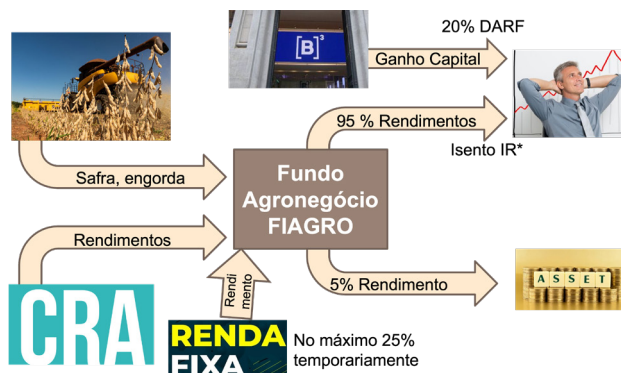 20% DARF
[B]³
Ganho Capital
95 % Rendimentos
Isento IR*
Safra, engorda
Fundo
Agronegócio
FIAGRO
Rendimentos
Rendi
mento
5% Rendimento
ASSET
CRA
RENDA
FIXA
No máximo 25%
temporariamente